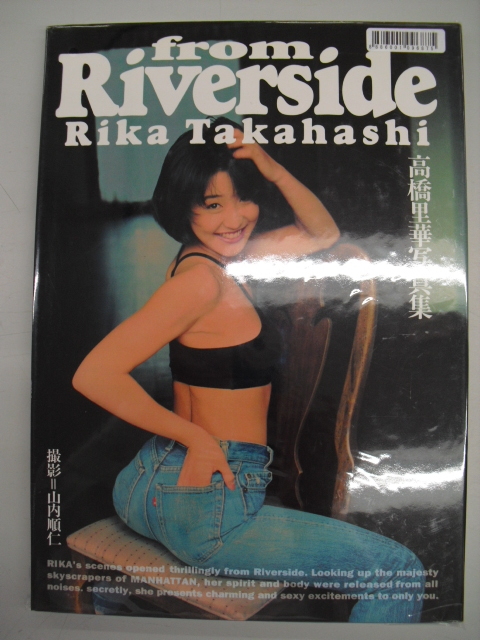 from
Riverside
Rika Takahashi
高橋里華写真集
撮影=山内順仁
RIKA's scenes opened thrillingly from Riverside. Looking up the majesty
skyscrapers of MANHATTAN, her spirit and body were released from all
noises. secretly, she presents charming and sexy excitemente to only you.